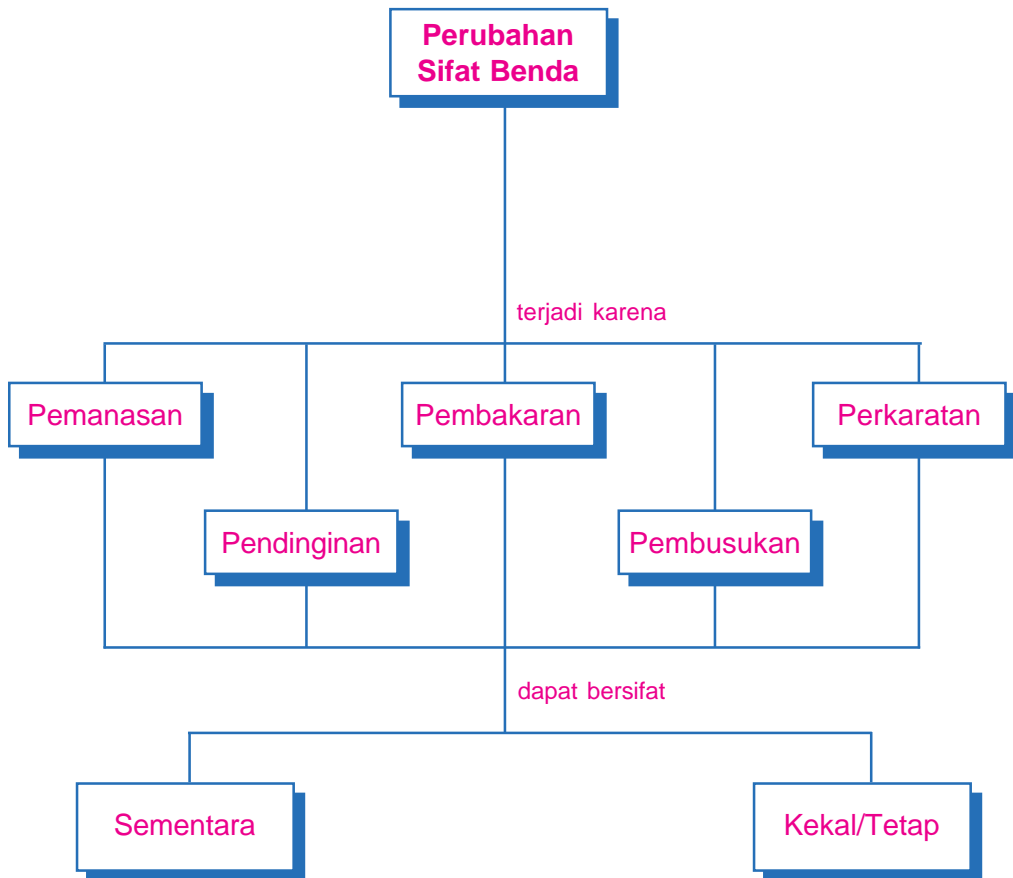 Perubahan
Sifat Benda
terjadi karena
Pemanasan
Pembakaran
Perkaratan
Pendinginan
Pembusukan
dapat bersifat
Sementara
Kekal/Tetap